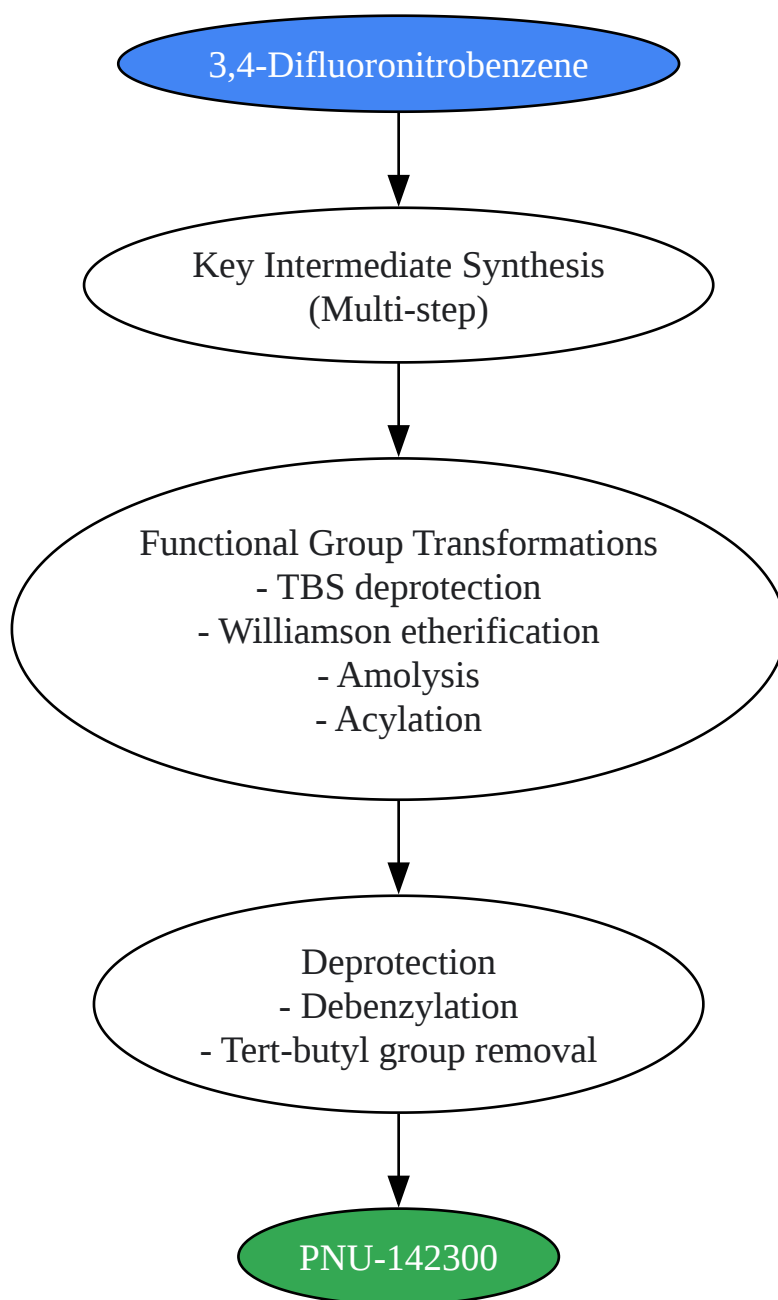 3,4-Difluoronitrobenzene
Key Intermediate Synthesis
(Multi-step)
Functional Group Transformations
- TBS deprotection
- Williamson etherification
- Amolysis
- Acylation
Deprotection
- Debenzylation
- Tert-butyl group removal
PNU-142300